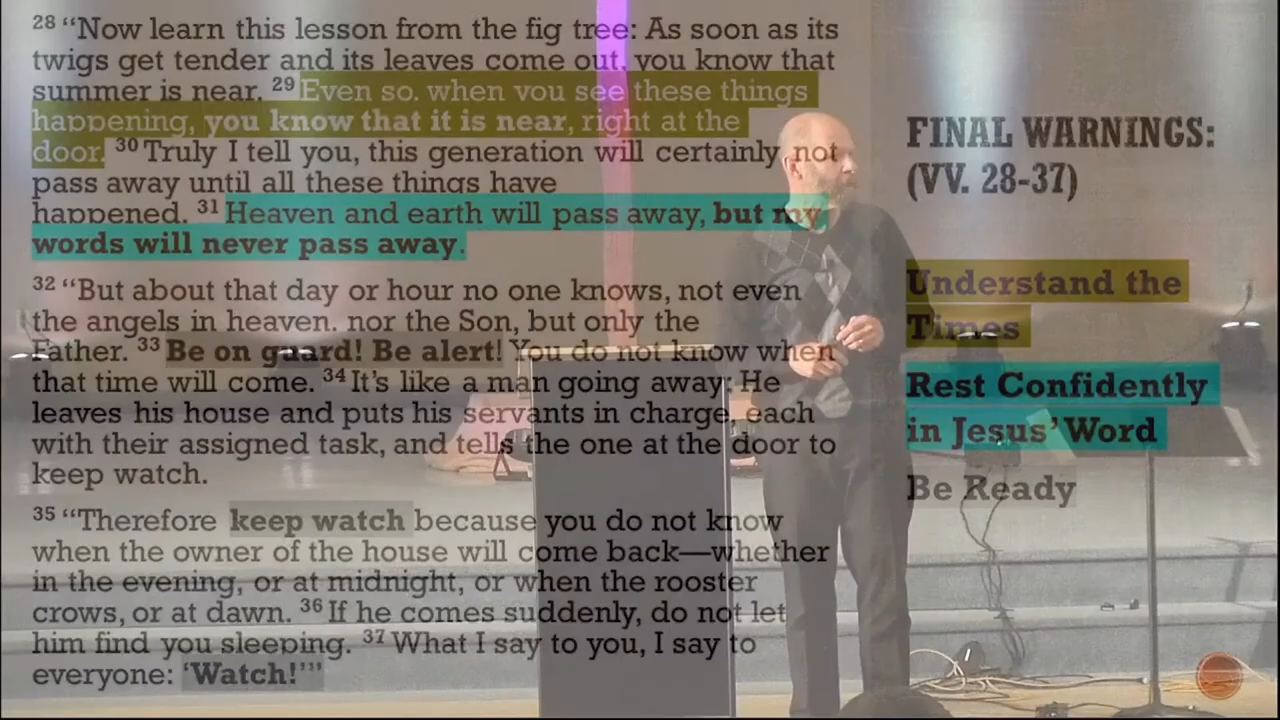 28 “Now learn this lesson from the fig tree: As soon as its
twigs get tender and its leaves come out, you know that
summer is near. 29 Even so, when you see these things
happening, you know that it is near, right at the
door. 30 Truly I tell you, this generation will certainly not
pass away until all these things have
happened. 31 Heaven and earth will pass away, but my
words will never pass away.
32 “But about that day or hour no one knows, not even
the angels in heaven, nor the Son, but only the
Father. 33 Be on guard! Be alert! You do not know when
that time will come. 34 It’s like a man going away: He
leaves his house and puts his servants in charge, each
with their assigned task, and tells the one at the door to
keep watch.
35 “Therefore keep watch because you do not know
when the owner of the house will come back—whether
in the evening, or at midnight, or when the rooster
crows, or at dawn. 36 If he comes suddenly, do not let
him find you sleeping. 37 What I say to you, I say to
everyone: ‘Watch!’”
FINAL WARNINGS:
(VV. 28-37)
Understand the
Times
Rest Confidently
in Jesus’ Word
Be Ready